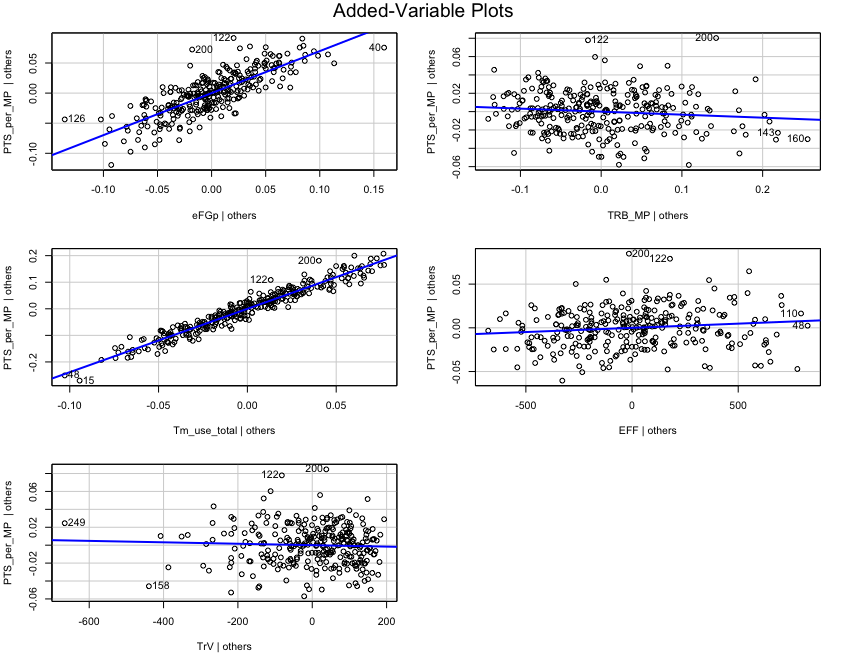 Added-Variable Plots
PTS_per_MP | others
-0.10 0.00 0.05
122
200
40
126
-0.10 -0.05 0.00 0.05 0.10 0.15
eFGp | others
PTS_per_MP | others
-0.06 -0.02 0.02 0.06
122
200
143
160
-0.1 0.0 0.1 0.2
TRB_MP | others
PTS_per_MP | others
-0.2 0.0 0.1 0.2
200
122
48
15
-0.10 -0.05 0.00 0.05
Tm_use_total | others
PTS_per_MP | others
-0.05 0.00 0.05
200
122
110
48
-500 0 500
EFF | others
PTS_per_MP | others
-0.06 -0.02 0.02 0.06
200
122
249
158
-600 -400 -200 0 200
TrV | others